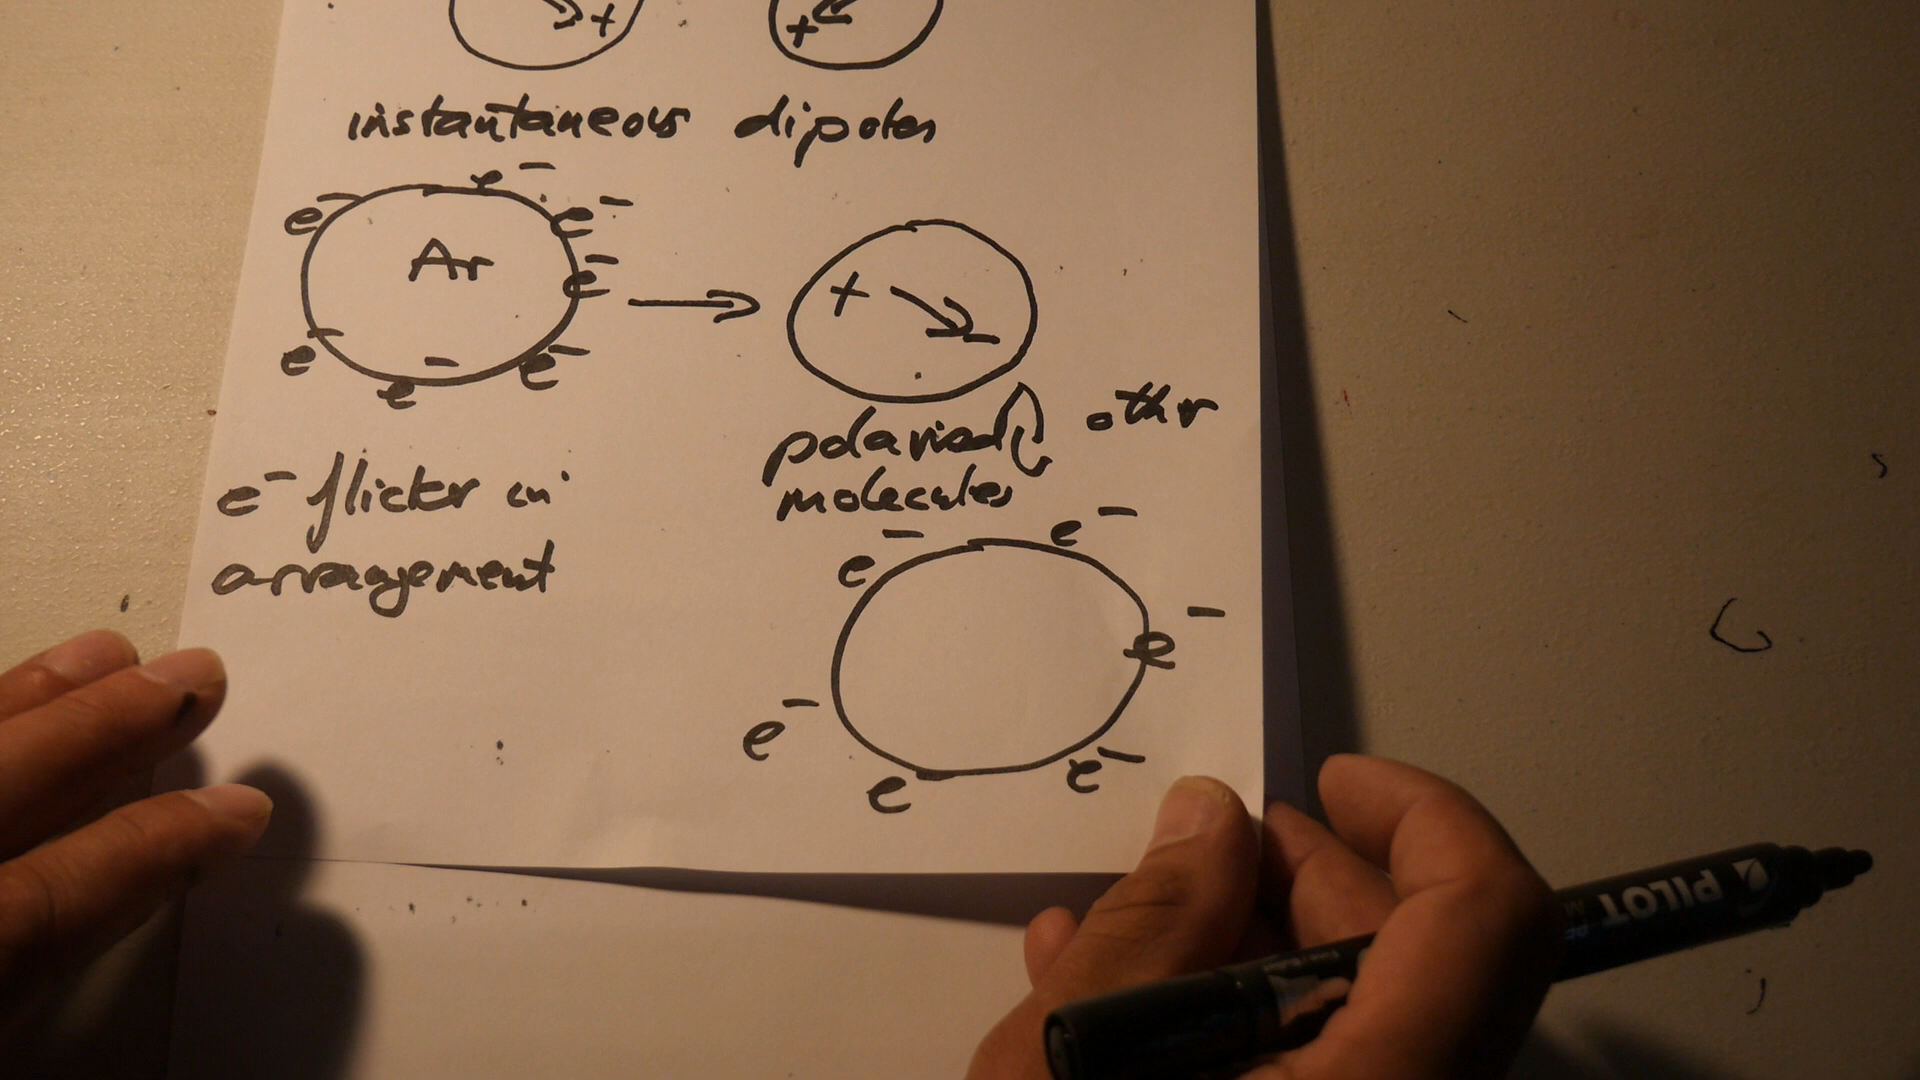 + +
instantaneous dipoles
e⁻ e⁻ e⁻
Ar e⁻
+ → -
e⁻ e⁻ e⁻
polarised other
molecules
e⁻ flicker in
arrangement
e⁻ e⁻
e⁻
e⁻
e e⁻
PILOT